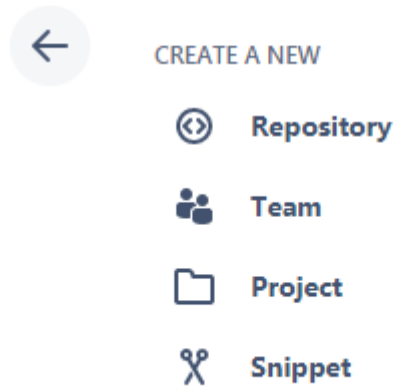 CREATE A NEW
Repository
Team
Project
Snippet